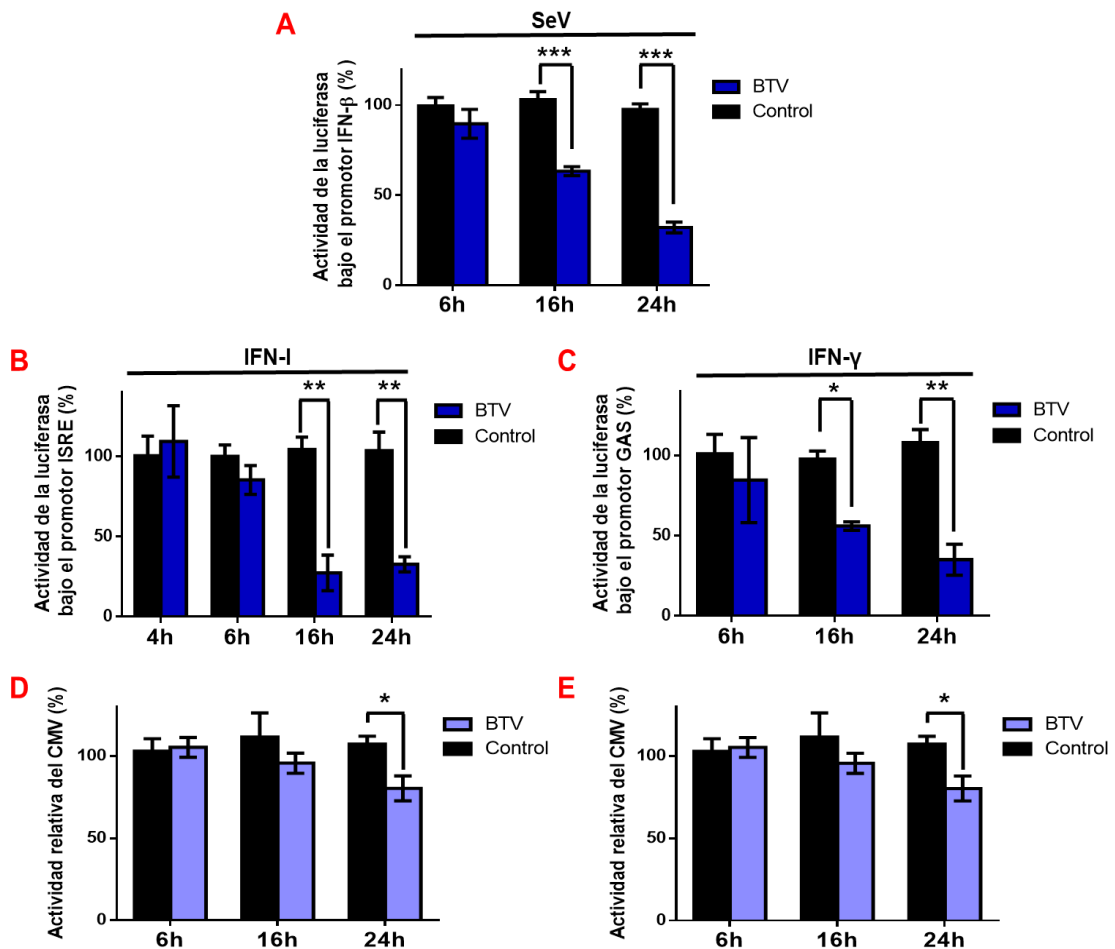 A
SeV
Actividad de la luciferasa
bajo el promotor IFN-β (%)
100
50
0
***
***
6h
16h
24h
BTV
Control
B
IFN-I
Actividad de la luciferasa
bajo el promotor ISRE (%)
100
50
0
**
**
4h
6h
16h
24h
BTV
Control
C
IFN-γ
Actividad de la luciferasa
bajo el promotor GAS (%)
100
50
0
*
**
6h
16h
24h
BTV
Control
D
Actividad relativa del CMV (%)
100
50
0
*
6h
16h
24h
BTV
Control
E
Actividad relativa del CMV (%)
100
50
0
*
6h
16h
24h
BTV
Control